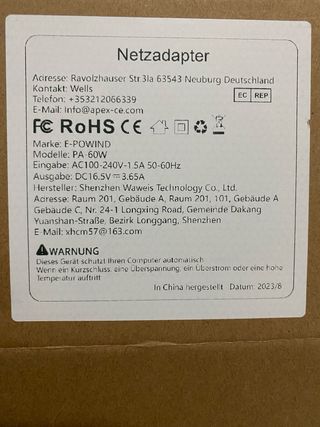 Netzadapter
Adresse: Ravolzhauser Str.3la 63543 Neuburg Deutschland
Kontakt: Wells
Telefon: +353212066339
E-Mail: Info@apex-ce.com
EC REP
FC RoHS CE
Marke: E-POWIND
Modelle: PA-60W
Eingabe: AC100-240V-1.5A 50-60Hz
Ausgabe: DC16.5V⎓3.65A
Hersteller: Shenzhen Waweis Technology Co., Ltd.
Adresse: Raum 201, Gebäude A, Raum 201, 101, Gebäude A
Gebäude C, Nr. 24-1 Longxing Road, Gemeinde Dakang
Yuanshan-Straße, Bezirk Longgang, Shenzhen
E-Mail: xhcm57@163.com
WARNUNG
Dieses Gerät schützt Ihren Computer automatisch
Wenn ein Kurzschluss, eine Überspannung, ein Überstrom oder eine hohe
Temperatur auftritt
In China hergestellt Datum: 2023/8